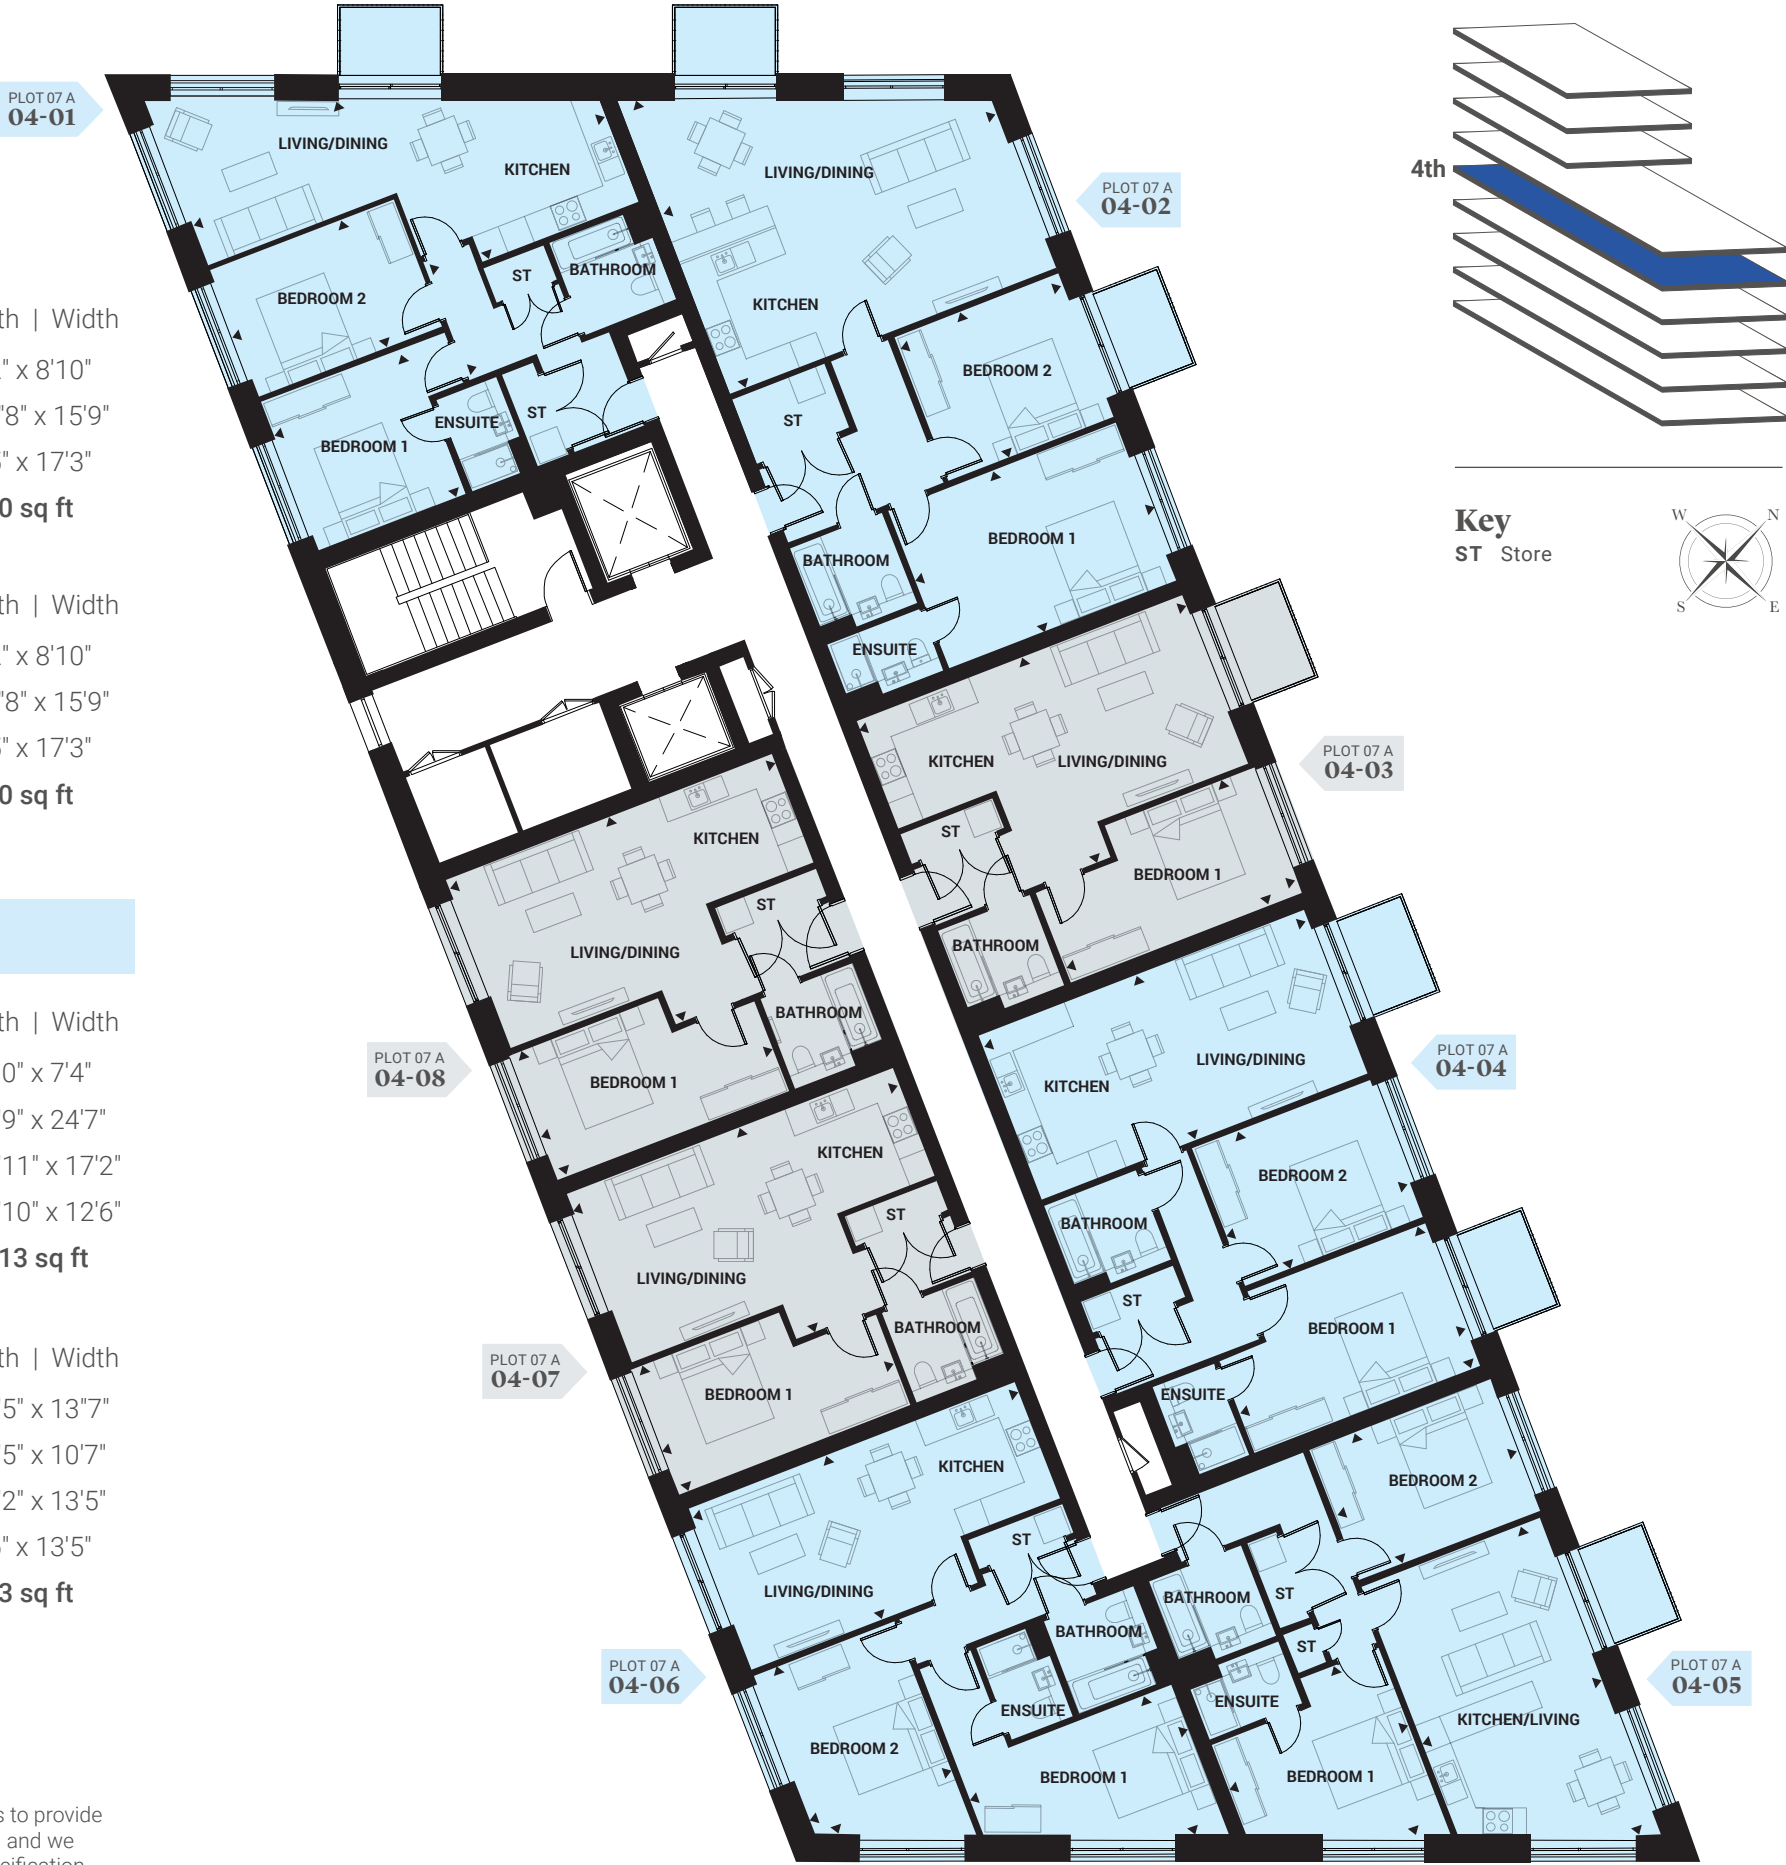 PLOT 07 A
04-01
LIVING/DINING
KITCHEN
BEDROOM 2
ST
BATHROOM
BEDROOM 1
ENSUITE
ST
PLOT 07 A
04-02
LIVING/DINING
KITCHEN
BEDROOM 2
ST
BEDROOM 1
BATHROOM
ENSUITE
PLOT 07 A
04-03
KITCHEN
LIVING/DINING
ST
BEDROOM 1
BATHROOM
PLOT 07 A
04-04
LIVING/DINING
KITCHEN
BEDROOM 2
BATHROOM
ST
BEDROOM 1
ENSUITE
PLOT 07 A
04-05
BEDROOM 2
BATHROOM
ST
ST
ENSUITE
KITCHEN/LIVING
BEDROOM 1
PLOT 07 A
04-06
KITCHEN
ST
LIVING/DINING
BATHROOM
ENSUITE
BEDROOM 2
BEDROOM 1
PLOT 07 A
04-07
KITCHEN
ST
LIVING/DINING
BATHROOM
BEDROOM 1
PLOT 07 A
04-08
KITCHEN
ST
LIVING/DINING
BATHROOM
BEDROOM 1
4th
Key
ST Store
W N
S E
th | Width
" x 8'10"
'8" x 15'9"
" x 17'3"
0 sq ft
th | Width
" x 8'10"
'8" x 15'9"
" x 17'3"
0 sq ft
th | Width
0" x 7'4"
'9" x 24'7"
'11" x 17'2"
'10" x 12'6"
13 sq ft
th | Width
'5" x 13'7"
'5" x 10'7"
'2" x 13'5"
" x 13'5"
3 sq ft
s to provide
and we